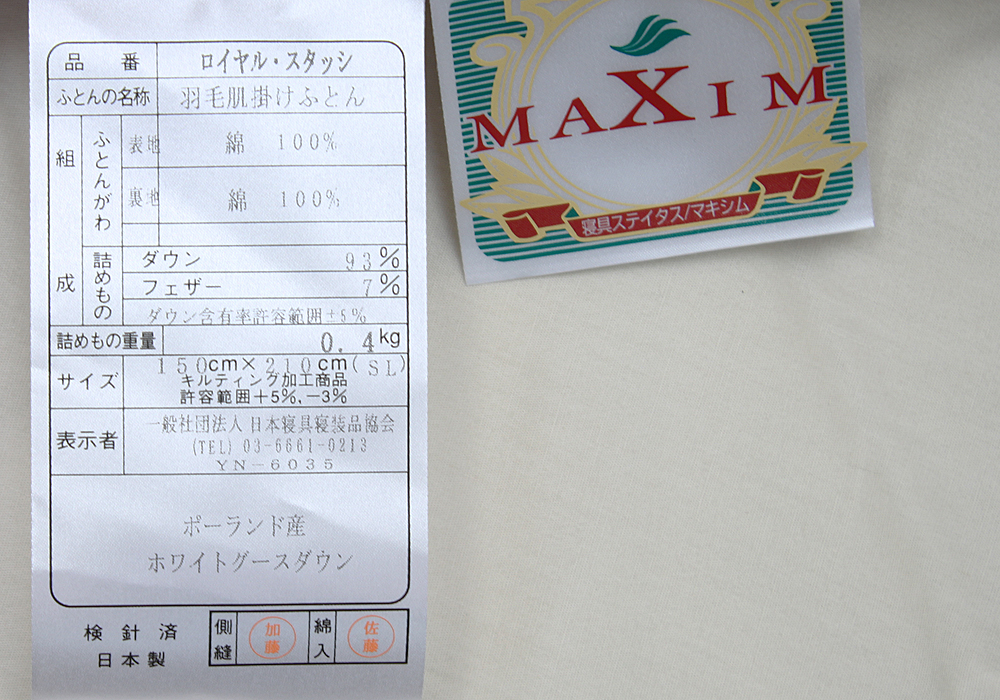 品 番 ロイヤル・スタッシ
ふとんの名称 羽毛肌掛けふとん
組成
ふとんがわ
表地 綿 100%
裏地 綿 100%
詰めもの
ダウン 93%
フェザー 7%
ダウン含有率許容範囲±5%
詰めもの重量 0.4kg
サイズ
150cm×210cm(SL)
キルティング加工商品
許容範囲+5%,-3%
表示者
一般社団法人 日本寝具寝装品協会
(TEL) 03-6661-0213
YN-6035
ポーランド産
ホワイトグースダウン
検針済
日本製
側縫 加藤 綿入 佐藤
MAXIM
寝具ステイタス/マキシム